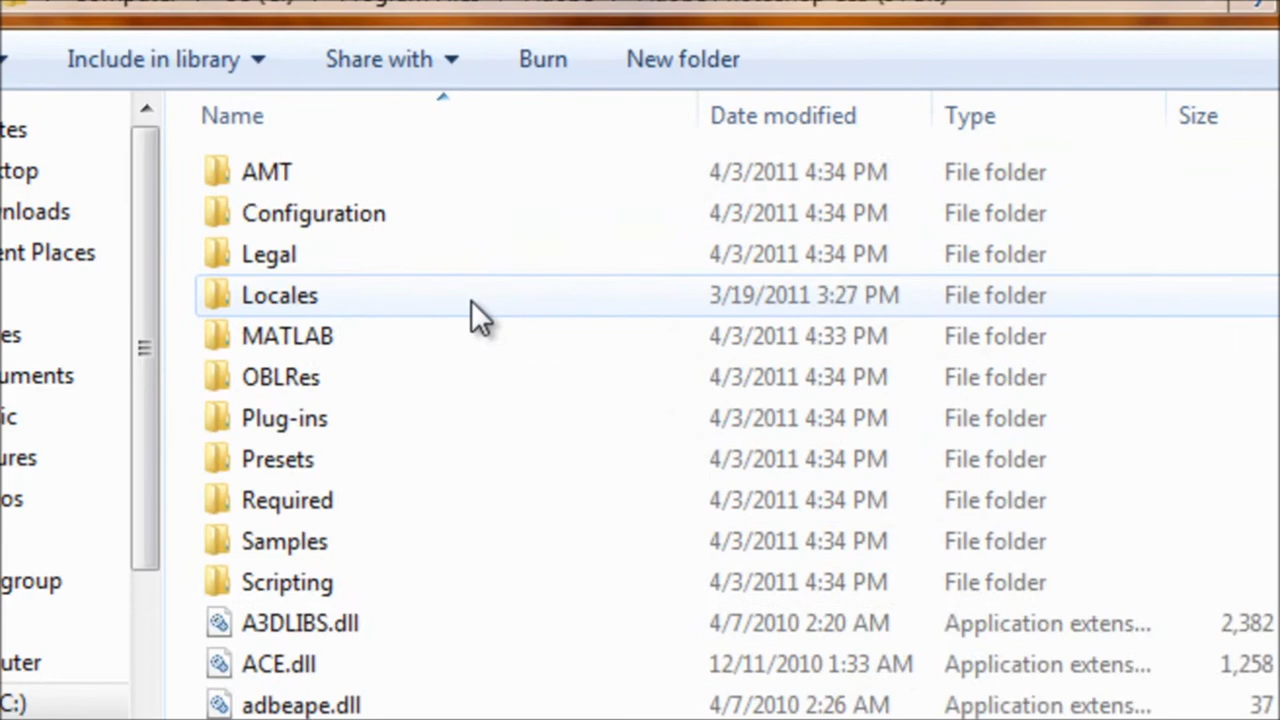 Include in library Share with Burn New folder
Name Date modified Type Size
tes
AMT 4/3/2011 4:34 PM File folder
ktop
Configuration 4/3/2011 4:34 PM File folder
wnloads
Legal 4/3/2011 4:34 PM File folder
ent Places
Locales 3/19/2011 3:27 PM File folder
es
MATLAB 4/3/2011 4:33 PM File folder
uments
OBLRes 4/3/2011 4:34 PM File folder
ic
Plug-ins 4/3/2011 4:34 PM File folder
ures
Presets 4/3/2011 4:34 PM File folder
os
Required 4/3/2011 4:34 PM File folder
Samples 4/3/2011 4:34 PM File folder
group
Scripting 4/3/2011 4:34 PM File folder
A3DLIBS.dll 4/7/2010 2:20 AM Application extens... 2,382
uter
ACE.dll 12/11/2010 1:33 AM Application extens... 1,258
C:)
adbeape.dll 4/7/2010 2:26 AM Application extens... 37